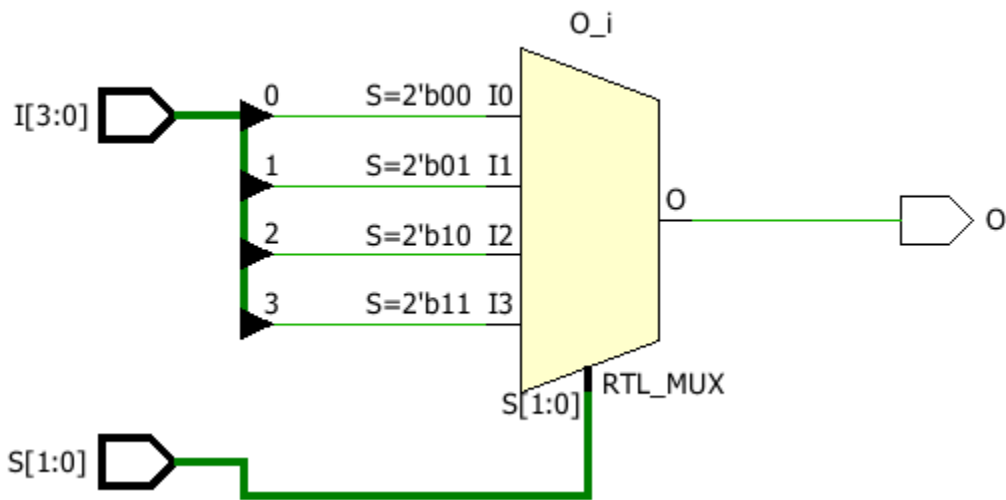 O_i
I[3:0]
0 S=2'b00 I0
1 S=2'b01 I1
2 S=2'b10 I2
3 S=2'b11 I3
O
O
RTL_MUX
S[1:0]
S[1:0]